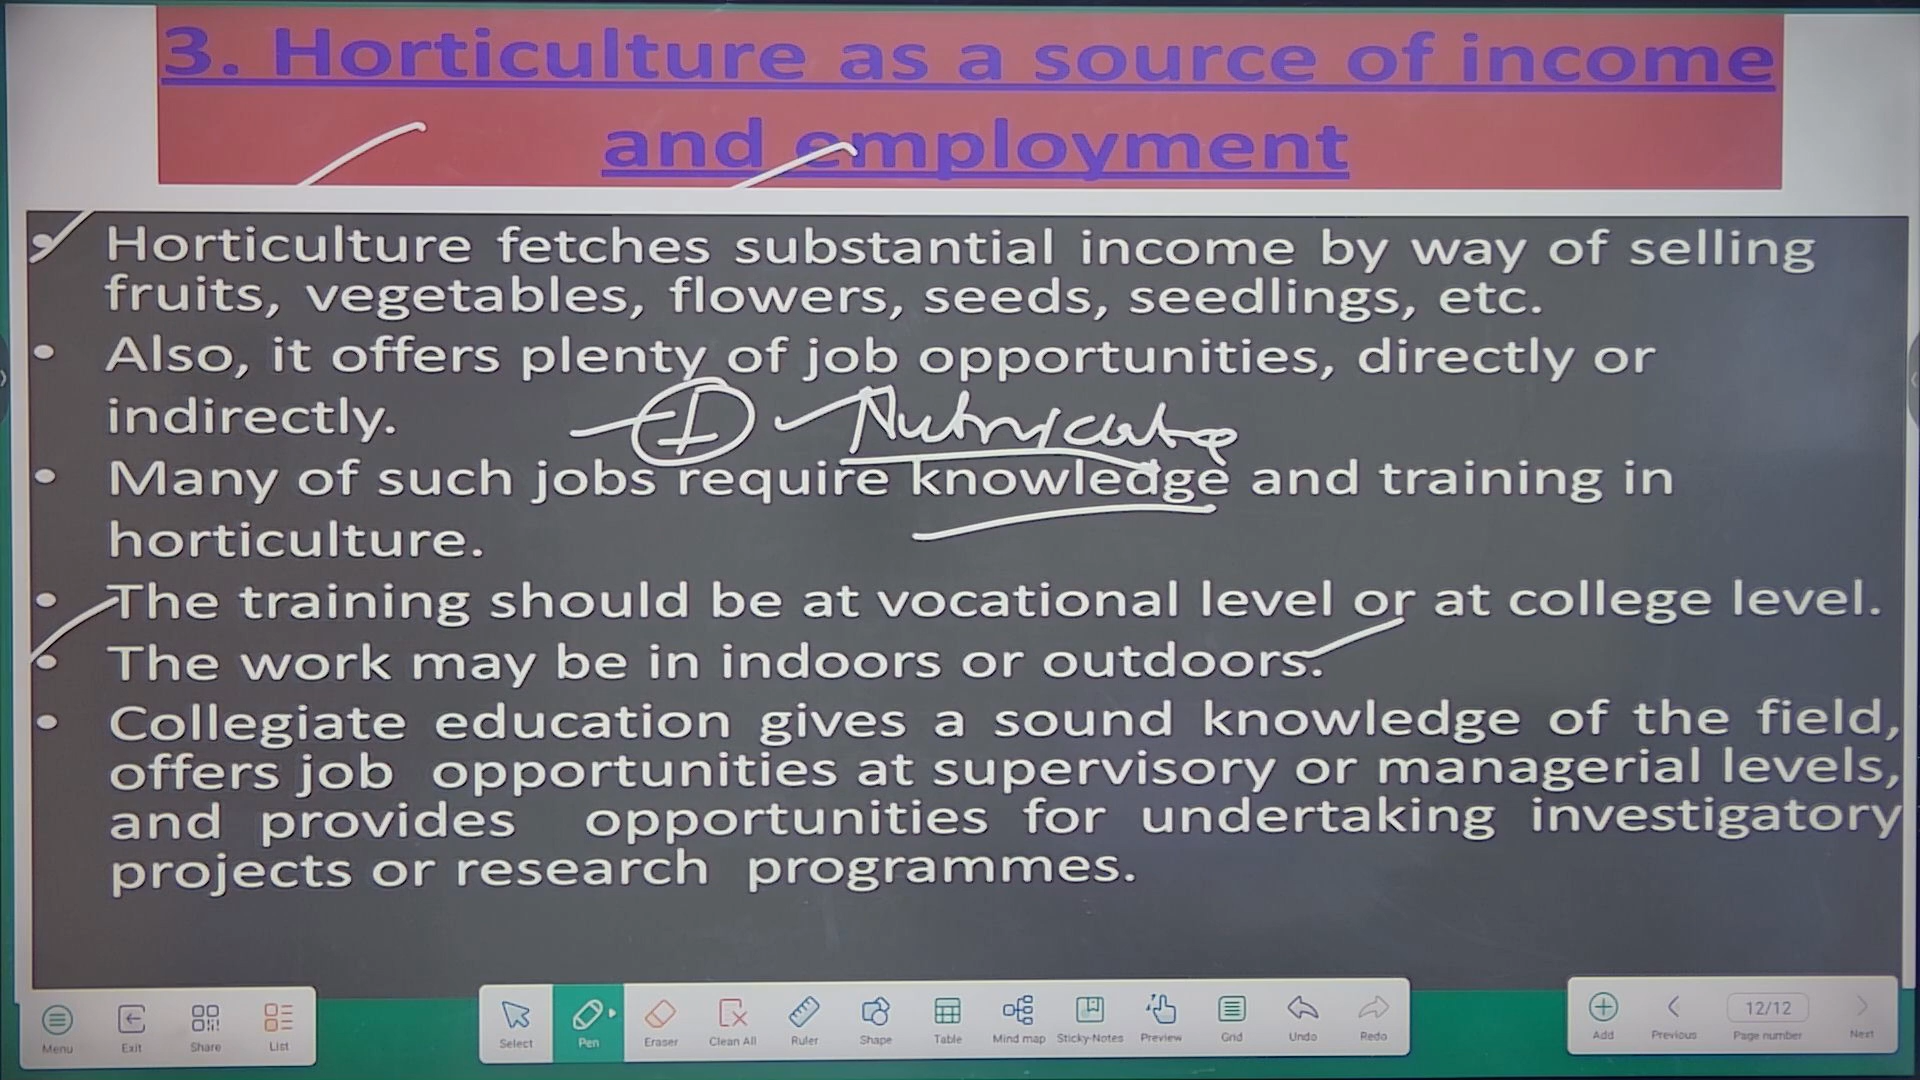 3. Horticulture as a source of income
and employment
• Horticulture fetches substantial income by way of selling
fruits, vegetables, flowers, seeds, seedlings, etc.
• Also, it offers plenty of job opportunities, directly or
indirectly.
• Many of such jobs require knowledge and training in
horticulture.
• The training should be at vocational level or at college level.
• The work may be in indoors or outdoors.
• Collegiate education gives a sound knowledge of the field,
offers job opportunities at supervisory or managerial levels,
and provides opportunities for undertaking investigatory
projects or research programmes.
Menu
Exit
Share
List
Select
Pen
Eraser
Clean All
Ruler
Shape
Table
Mind map
Sticky-Notes
Preview
Grid
Undo
Redo
Add
Previous
12/12
Page number
Next